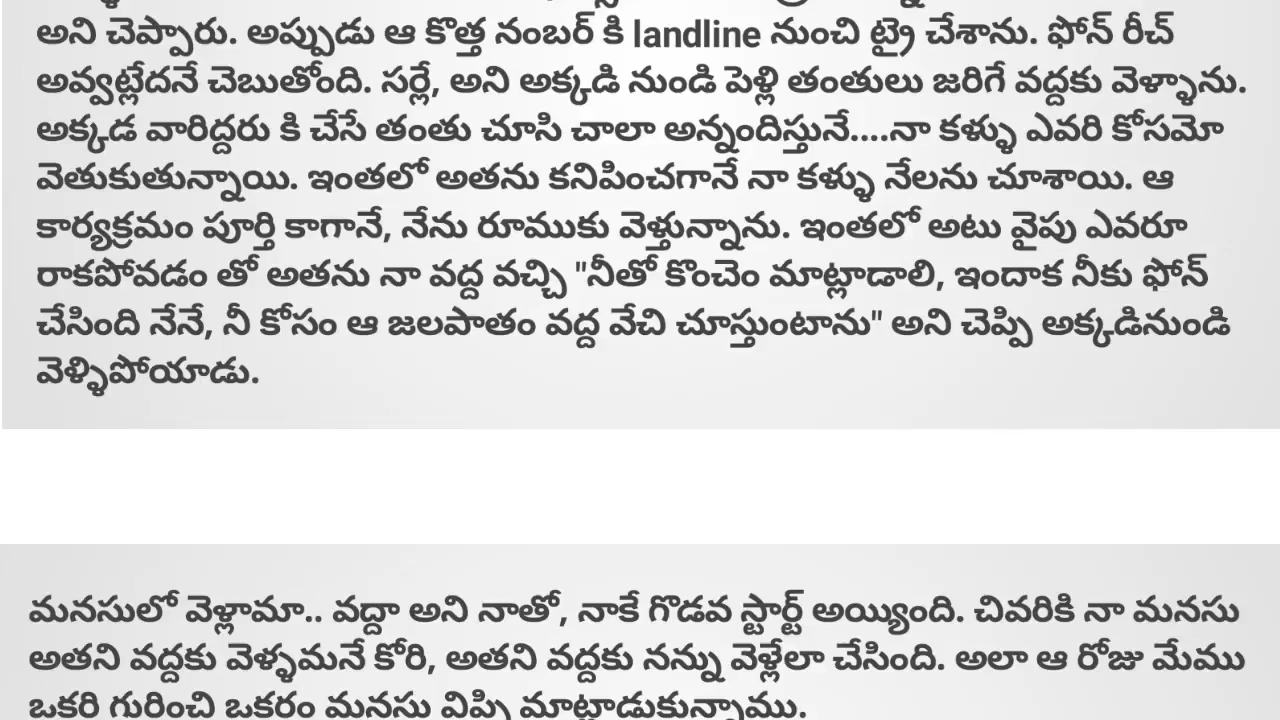 అని చెప్పారు. అప్పుడు ఆ కొత్త నంబర్ కి landline నుంచి ట్రై చేశాను. ఫోన్ రీచ్
అవ్వట్లేదనే చెబుతోంది. సర్లే, అని అక్కడి నుండి పెళ్లి తంతులు జరిగే వద్దకు వెళ్ళాను.
అక్కడ వారిద్దరు కి చేసే తంతు చూసి చాలా అన్నందిస్తునే....నా కళ్ళు ఎవరి కోసమో
వెతుకుతున్నాయి. ఇంతలో అతను కనిపించగానే నా కళ్ళు నేలను చూశాయి. ఆ
కార్యక్రమం పూర్తి కాగానే, నేను రూముకు వెళ్తున్నాను. ఇంతలో అటు వైపు ఎవరూ
రాకపోవడం తో అతను నా వద్ద వచ్చి "నీతో కొంచెం మాట్లాడాలి, ఇందాక నీకు ఫోన్
చేసింది నేనే, నీ కోసం ఆ జలపాతం వద్ద వేచి చూస్తుంటాను" అని చెప్పి అక్కడినుండి
వెళ్ళిపోయాడు.
మనసులో వెళ్లామా.. వద్దా అని నాతో, నాకే గొడవ స్టార్ట్ అయ్యింది. చివరికి నా మనసు
అతని వద్దకు వెళ్ళమనే కోరి, అతని వద్దకు నన్ను వెళ్లేలా చేసింది. అలా ఆ రోజు మేము
ఒకరి గురించి ఒకరం మనసు విప్పి మాట్లాడుకున్నాము.